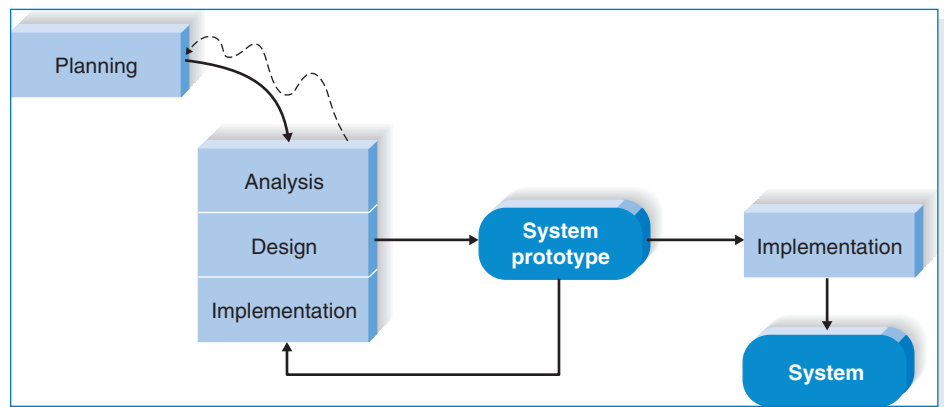 Planning
Analysis
Design
Implementation
System
prototype
Implementation
System